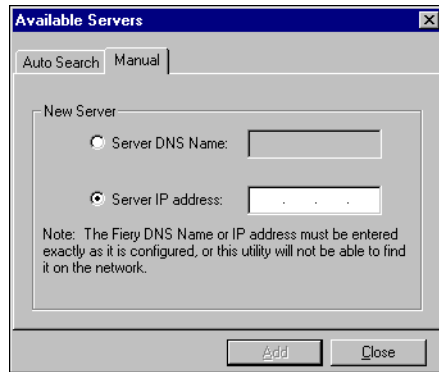 Available Servers
Auto Search Manual
New Server
Server DNS Name:
Server IP address: . . .
Note: The Fiery DNS Name or IP address must be entered
exactly as it is configured, or this utility will not be able to find
it on the network.
Add Close